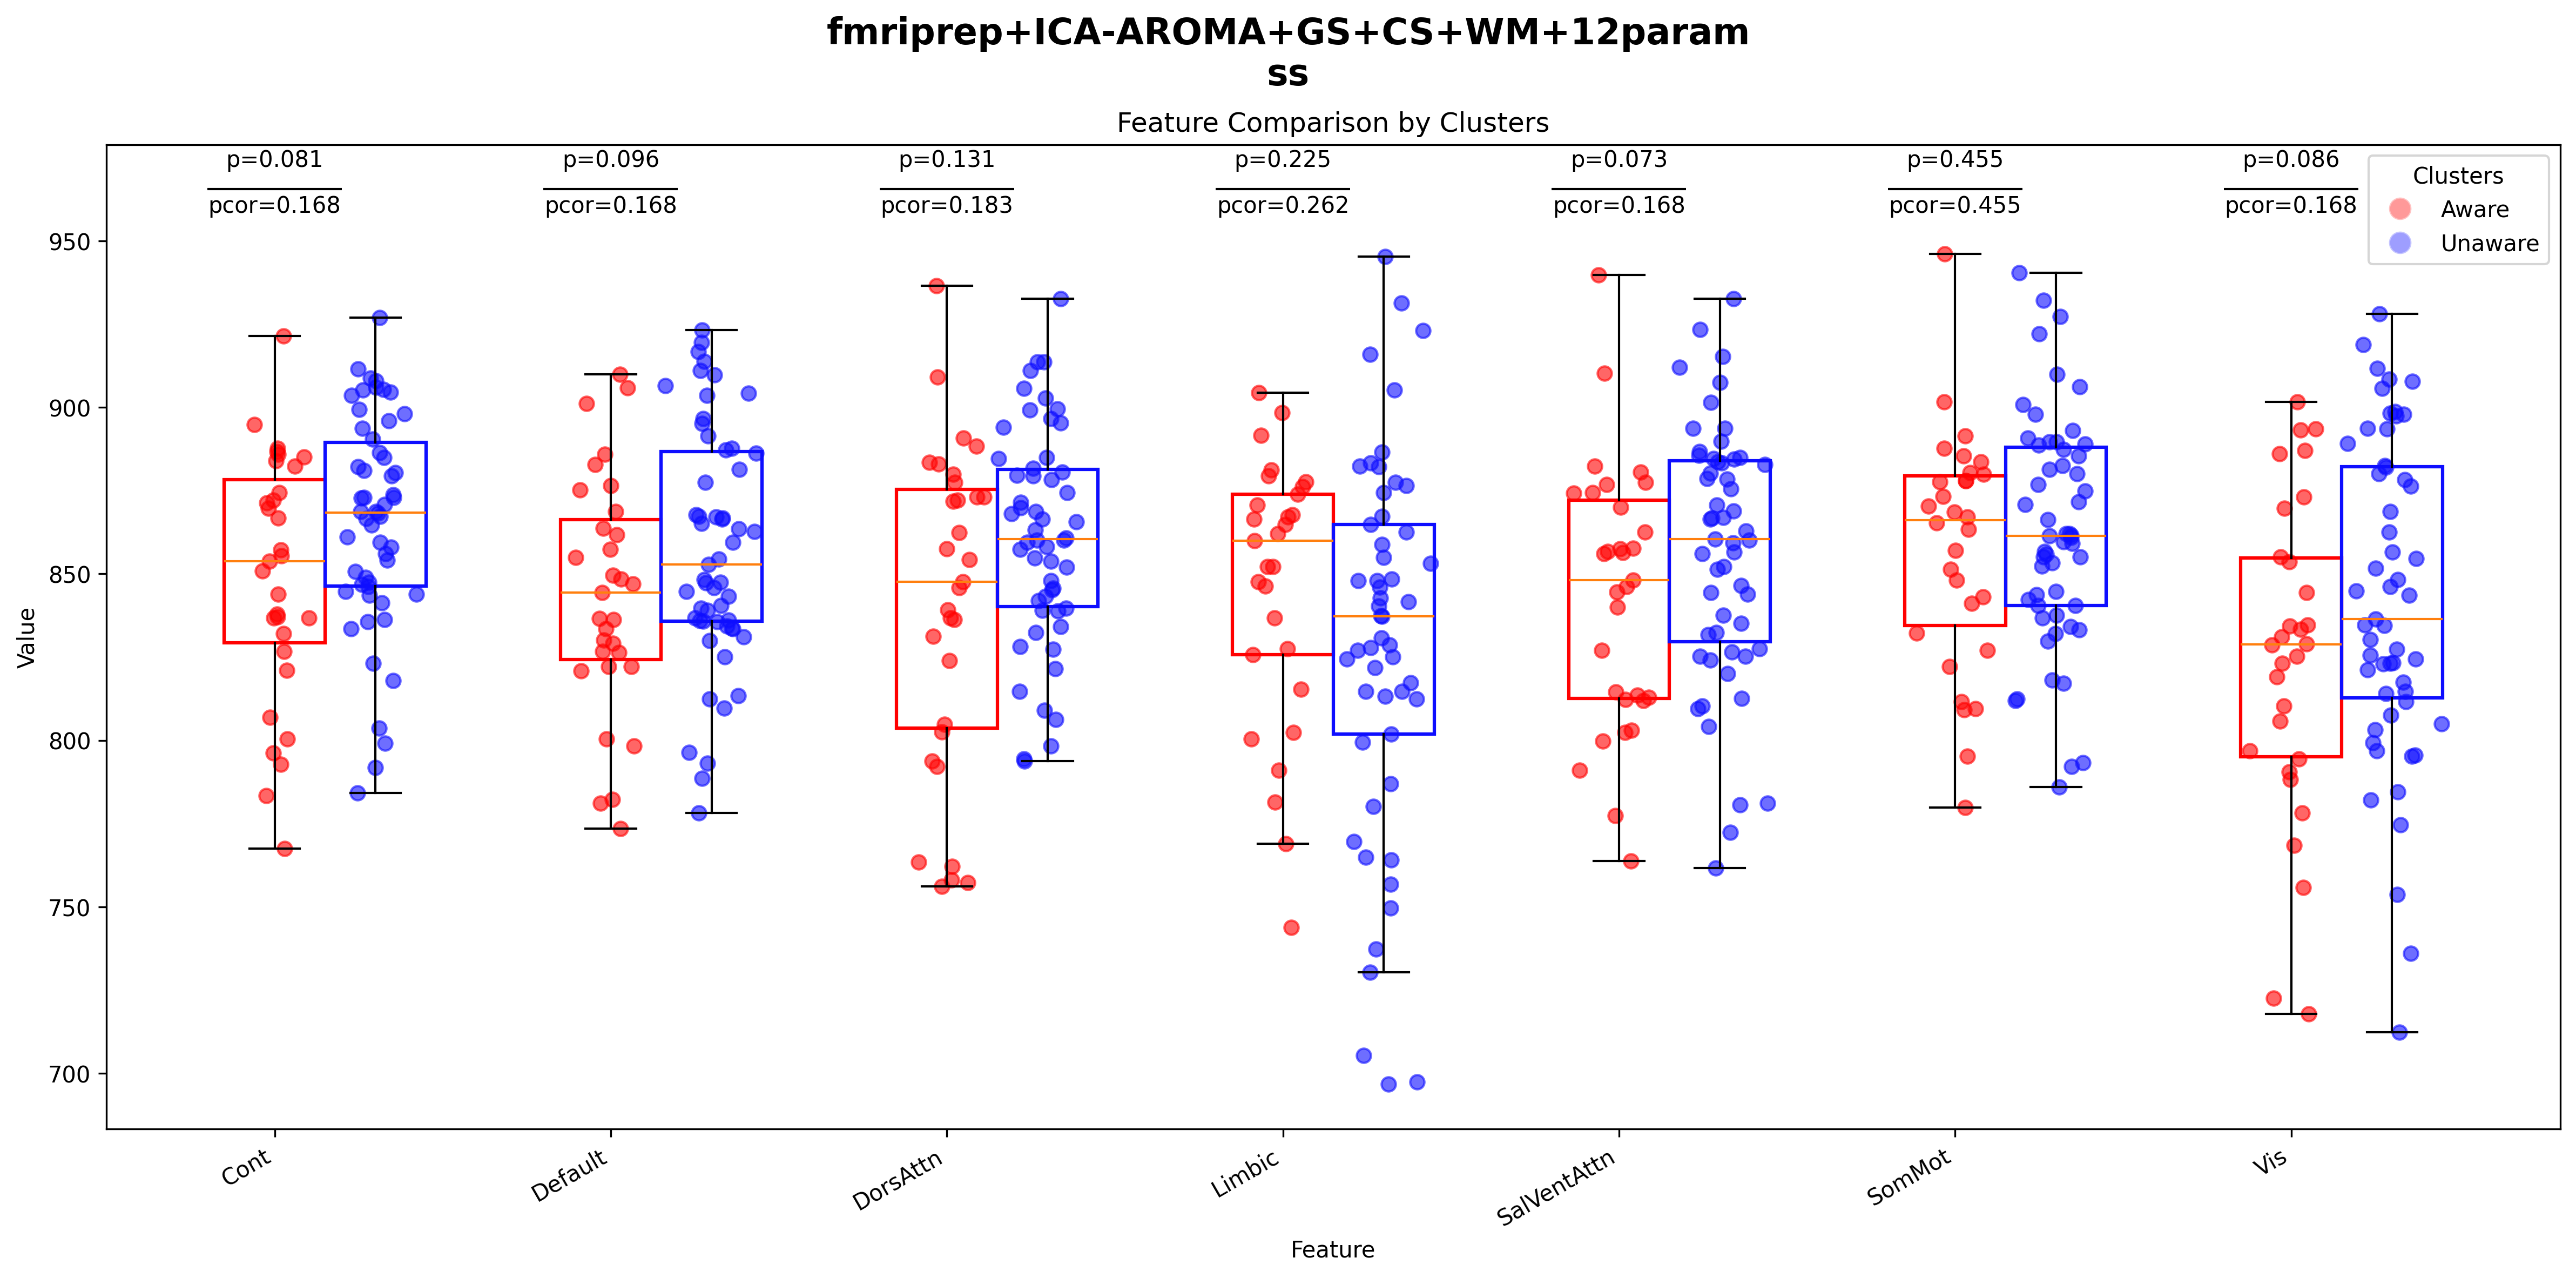 fmriprep+ICA-AROMA+GS+CS+WM+12param
ss
Feature Comparison by Clusters
p=0.081 p=0.096 p=0.131 p=0.225 p=0.073 p=0.455 p=0.086
pcor=0.168 pcor=0.168 pcor=0.183 pcor=0.262 pcor=0.168 pcor=0.455 pcor=0.168
Clusters
Aware
Unaware
950
900
850
800
750
700
Value
Cont Default DorsAttn Limbic SalVentAttn SomMot Vis
Feature